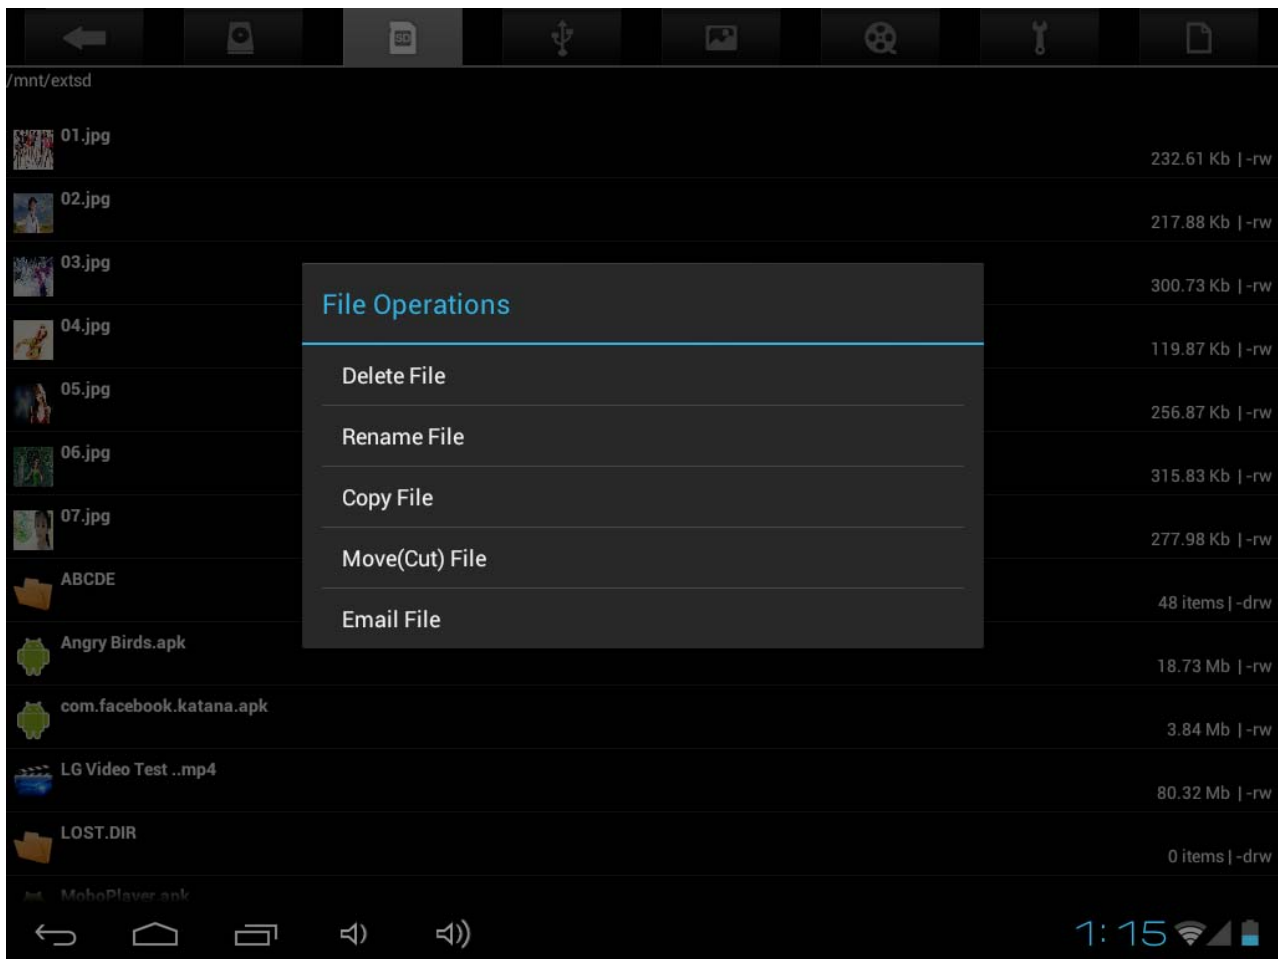 SD
/mnt/extsd
01.jpg
232.61 Kb | -rw
02.jpg
217.88 Kb | -rw
03.jpg
300.73 Kb | -rw
04.jpg
119.87 Kb | -rw
05.jpg
256.87 Kb | -rw
06.jpg
315.83 Kb | -rw
07.jpg
277.98 Kb | -rw
ABCDE
48 items | -drw
Angry Birds.apk
18.73 Mb | -rw
com.facebook.katana.apk
3.84 Mb | -rw
LG Video Test ..mp4
80.32 Mb | -rw
LOST.DIR
0 items | -drw
MoboPlayer.apk
File Operations
Delete File
Rename File
Copy File
Move(Cut) File
Email File
1:15